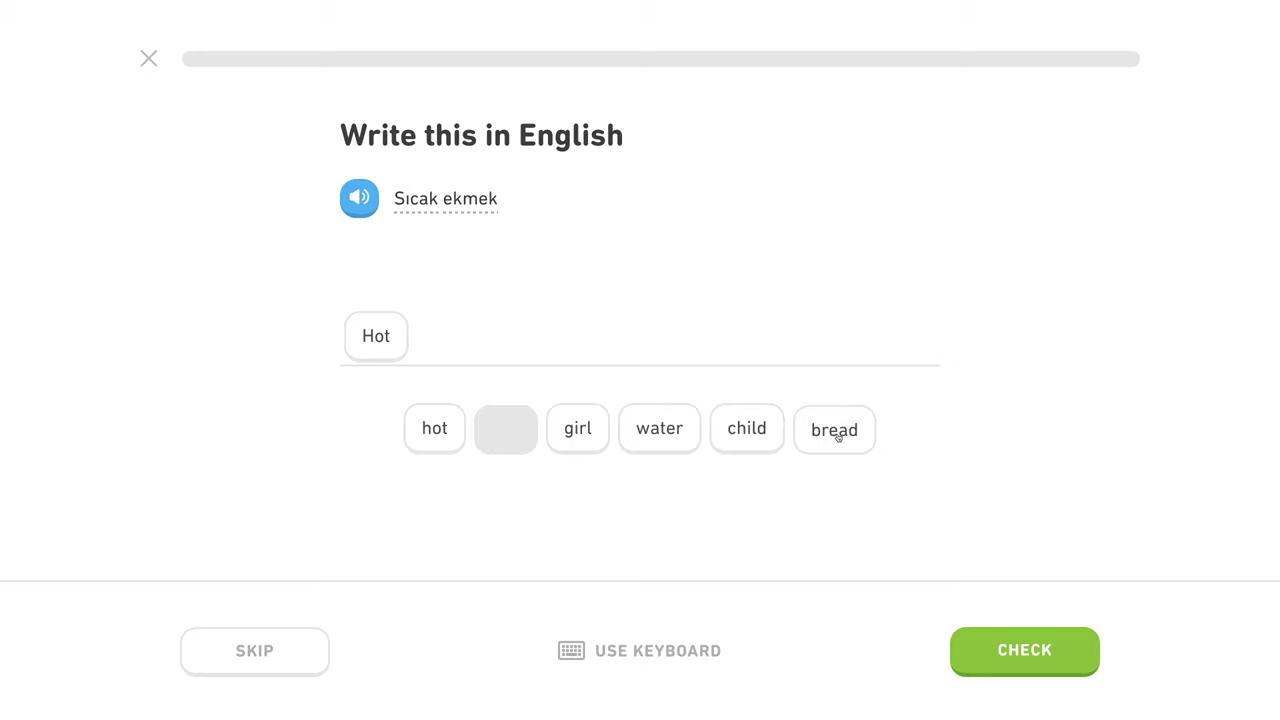 Write this in English
Sıcak ekmek
Hot
hot girl water child bread
SKIP USE KEYBOARD CHECK